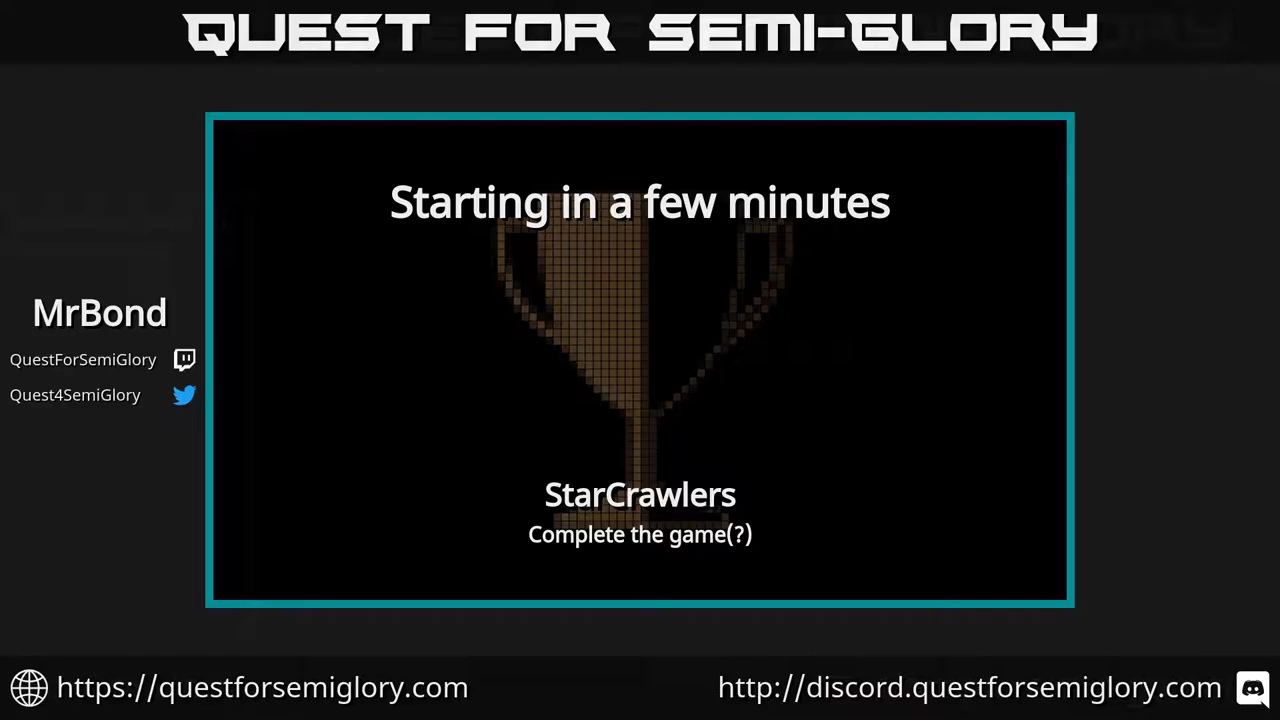 QUEST FOR SEMI-GLORY
Starting in a few minutes
MrBond
QuestForSemiGlory
Quest4SemiGlory
StarCrawlers
Complete the game(?)
https://questforsemiglory.com
http://discord.questforsemiglory.com